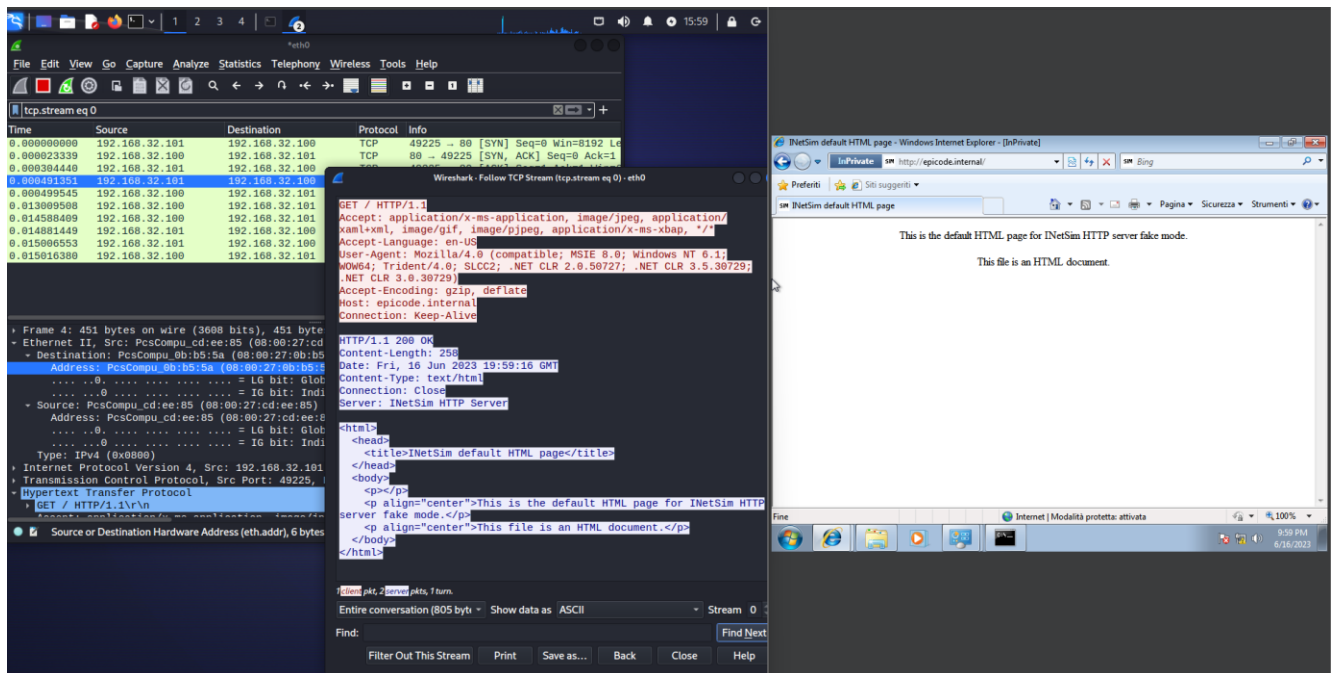 1 2 3 4
2
15:59
*eth0
File Edit View Go Capture Analyze Statistics Telephony Wireless Tools Help
tcp.stream eq 0
Time Source Destination Protocol Info
0.000000000 192.168.32.101 192.168.32.100 TCP 49225 → 80 [SYN] Seq=0 Win=8192 Le
0.000023339 192.168.32.100 192.168.32.101 TCP 80 → 49225 [SYN, ACK] Seq=0 Ack=1
0.000304440 192.168.32.101 192.168.32.100
0.000491351 192.168.32.101 192.168.32.100
0.000499545 192.168.32.100 192.168.32.101
0.013009508 192.168.32.100 192.168.32.101
0.014588409 192.168.32.100 192.168.32.101
0.014881449 192.168.32.101 192.168.32.100
0.015006553 192.168.32.101 192.168.32.100
0.015016380 192.168.32.100 192.168.32.101
Frame 4: 451 bytes on wire (3608 bits), 451 byte
Ethernet II, Src: PcsCompu_cd:ee:85 (08:00:27:cd
Destination: PcsCompu_0b:b5:5a (08:00:27:0b:b5
Address: PcsCompu_0b:b5:5a (08:00:27:0b:b5:5
.... ..0. .... .... .... .... = LG bit: Glob
.... ...0 .... .... .... .... = IG bit: Indi
Source: PcsCompu_cd:ee:85 (08:00:27:cd:ee:85)
Address: PcsCompu_cd:ee:85 (08:00:27:cd:ee:8
.... ..0. .... .... .... .... = LG bit: Glob
.... ...0 .... .... .... .... = IG bit: Indi
Type: IPv4 (0x0800)
Internet Protocol Version 4, Src: 192.168.32.101
Transmission Control Protocol, Src Port: 49225,
Hypertext Transfer Protocol
GET / HTTP/1.1\r\n
Source or Destination Hardware Address (eth.addr), 6 bytes
Wireshark · Follow TCP Stream (tcp.stream eq 0) · eth0
GET / HTTP/1.1
Accept: application/x-ms-application, image/jpeg, application/
xaml+xml, image/gif, image/pjpeg, application/x-ms-xbap, */*
Accept-Language: en-US
User-Agent: Mozilla/4.0 (compatible; MSIE 8.0; Windows NT 6.1;
WOW64; Trident/4.0; SLCC2; .NET CLR 2.0.50727; .NET CLR 3.5.30729;
.NET CLR 3.0.30729)
Accept-Encoding: gzip, deflate
Host: epicode.internal
Connection: Keep-Alive
HTTP/1.1 200 OK
Content-Length: 258
Date: Fri, 16 Jun 2023 19:59:16 GMT
Content-Type: text/html
Connection: Close
Server: INetSim HTTP Server
<html>
<head>
<title>INetSim default HTML page</title>
</head>
<body>
<p></p>
<p align="center">This is the default HTML page for INetSim HTTP
server fake mode.</p>
<p align="center">This file is an HTML document.</p>
</body>
</html>
1 client pkt, 2 server pkts, 1 turn.
Entire conversation (805 byte Show data as ASCII Stream 0
Find: Find Next
Filter Out This Stream Print Save as... Back Close Help
INetSim default HTML page - Windows Internet Explorer - [InPrivate]
InPrivate SIM http://epicode.internal/ SIM Bing
Preferiti Siti suggeriti
SIM INetSim default HTML page Pagina Sicurezza Strumenti
This is the default HTML page for INetSim HTTP server fake mode.
This file is an HTML document.
Fine Internet | Modalità protetta: attivata 100%
9:59 PM
6/16/2023